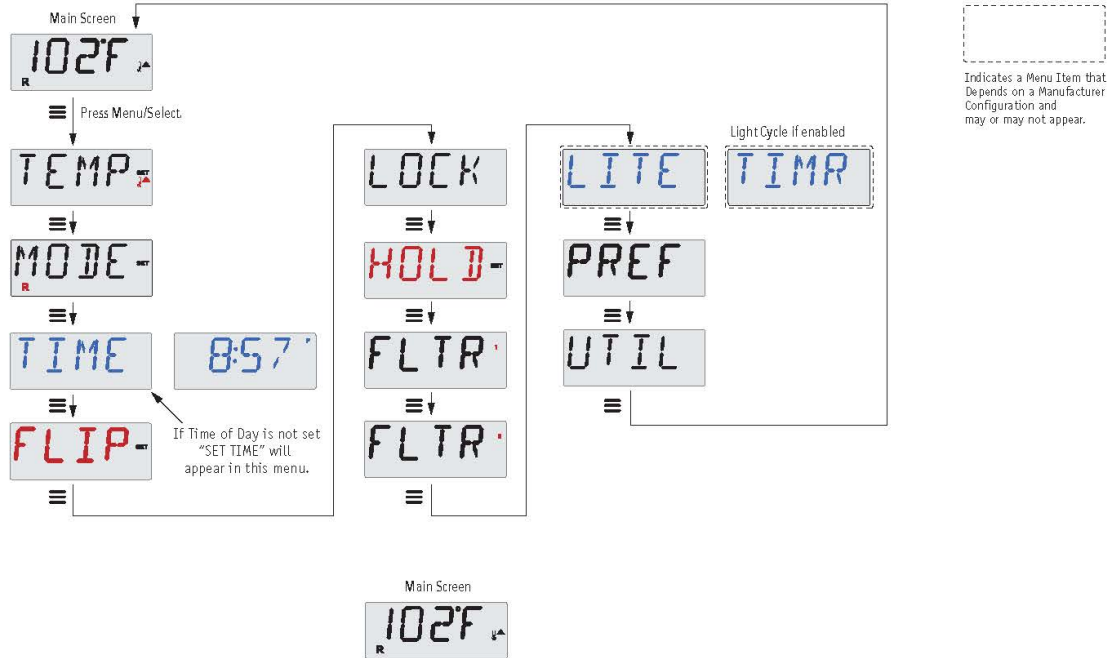 Main Screen
102°F
R
Press Menu/Select.
TEMP SET
MODE SET
R
TIME
8:57
FLIP SET
If Time of Day is not set
“SET TIME” will
appear in this menu.
LOCK
HOLD
FLTR
FLTR
Light Cycle if enabled
LITE
TIMR
PREF
UTIL
Indicates a Menu Item that
Depends on a Manufacturer
Configuration and
may or may not appear.
Main Screen
102°F
R